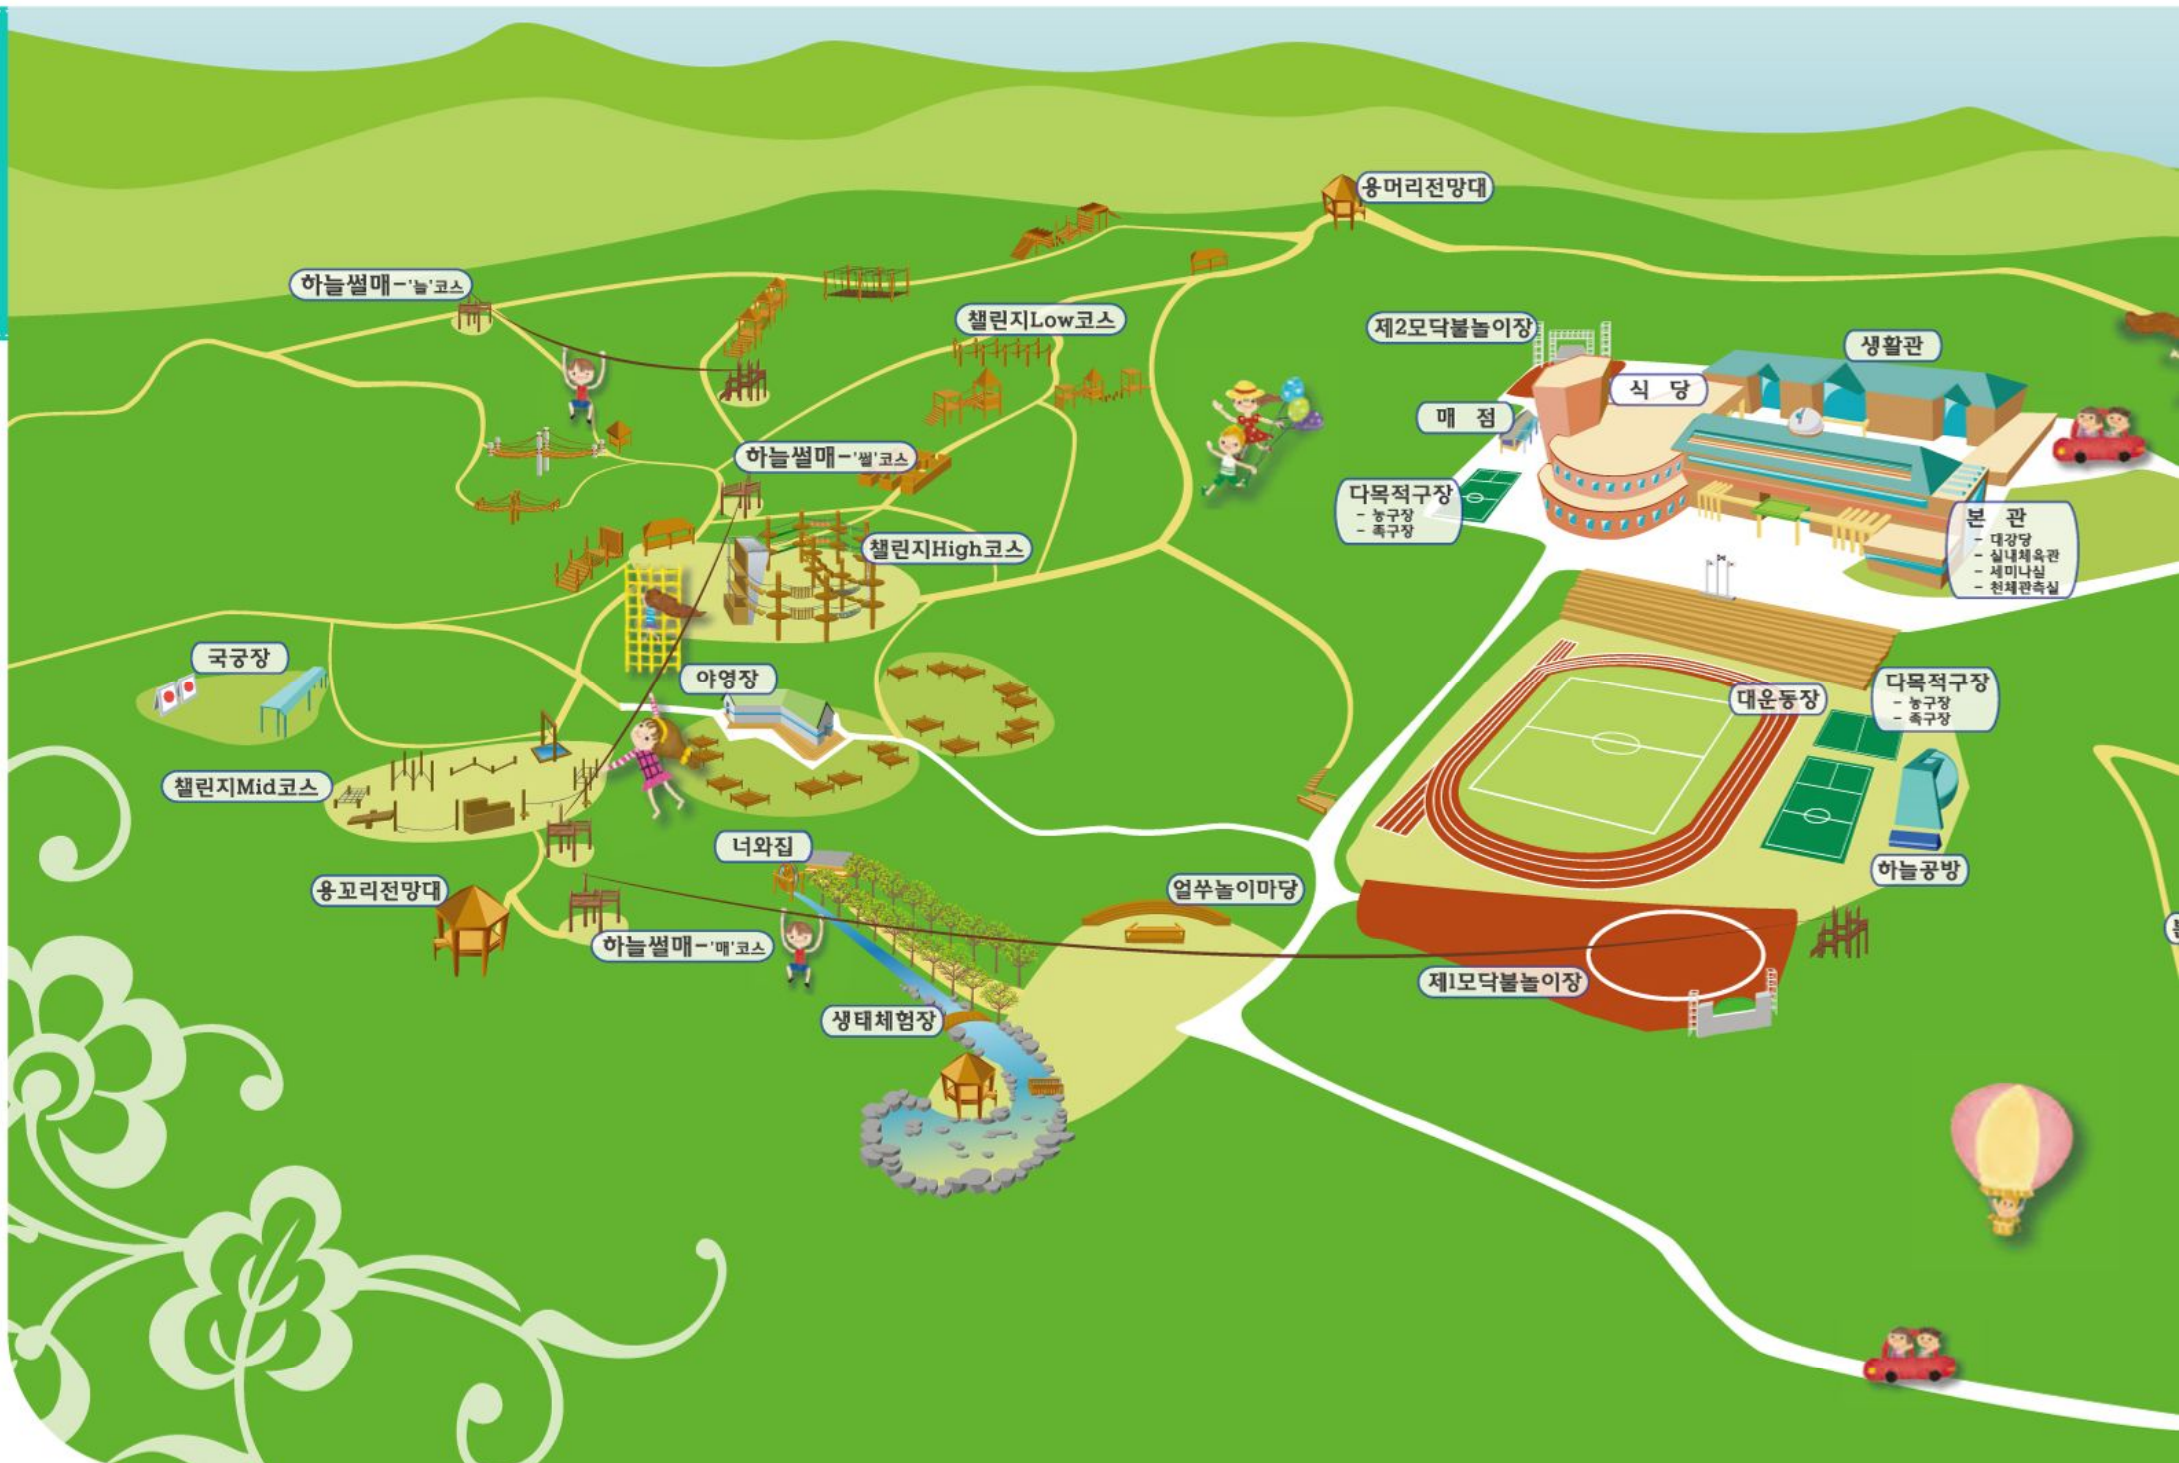 용머리전망대
하늘썰매-'늘'코스
챌린지Low코스
제2모닥불놀이장
생활관
식 당
매 점
하늘썰매-'썰'코스
다목적구장
- 농구장
- 족구장
본 관
- 대강당
- 실내체육관
- 세미나실
- 천체관측실
챌린지High코스
국궁장
야영장
대운동장
다목적구장
- 농구장
- 족구장
챌린지Mid코스
너와집
하늘공방
용꼬리전망대
얼쑤놀이마당
하늘썰매-'매'코스
제1모닥불놀이장
생태체험장